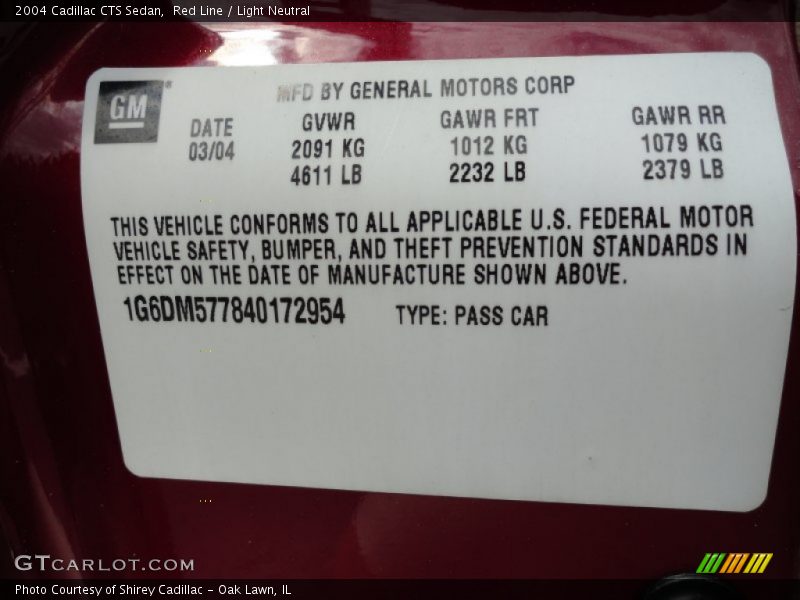 2004 Cadillac CTS Sedan, Red Line / Light Neutral
GM®
MFD BY GENERAL MOTORS CORP
DATE GVWR GAWR FRT GAWR RR
03/04 2091 KG 1012 KG 1079 KG
4611 LB 2232 LB 2379 LB
THIS VEHICLE CONFORMS TO ALL APPLICABLE U.S. FEDERAL MOTOR
VEHICLE SAFETY, BUMPER, AND THEFT PREVENTION STANDARDS IN
EFFECT ON THE DATE OF MANUFACTURE SHOWN ABOVE.
1G6DM577840172954 TYPE: PASS CAR
GTCARLOT.COM
Photo Courtesy of Shirey Cadillac - Oak Lawn, IL